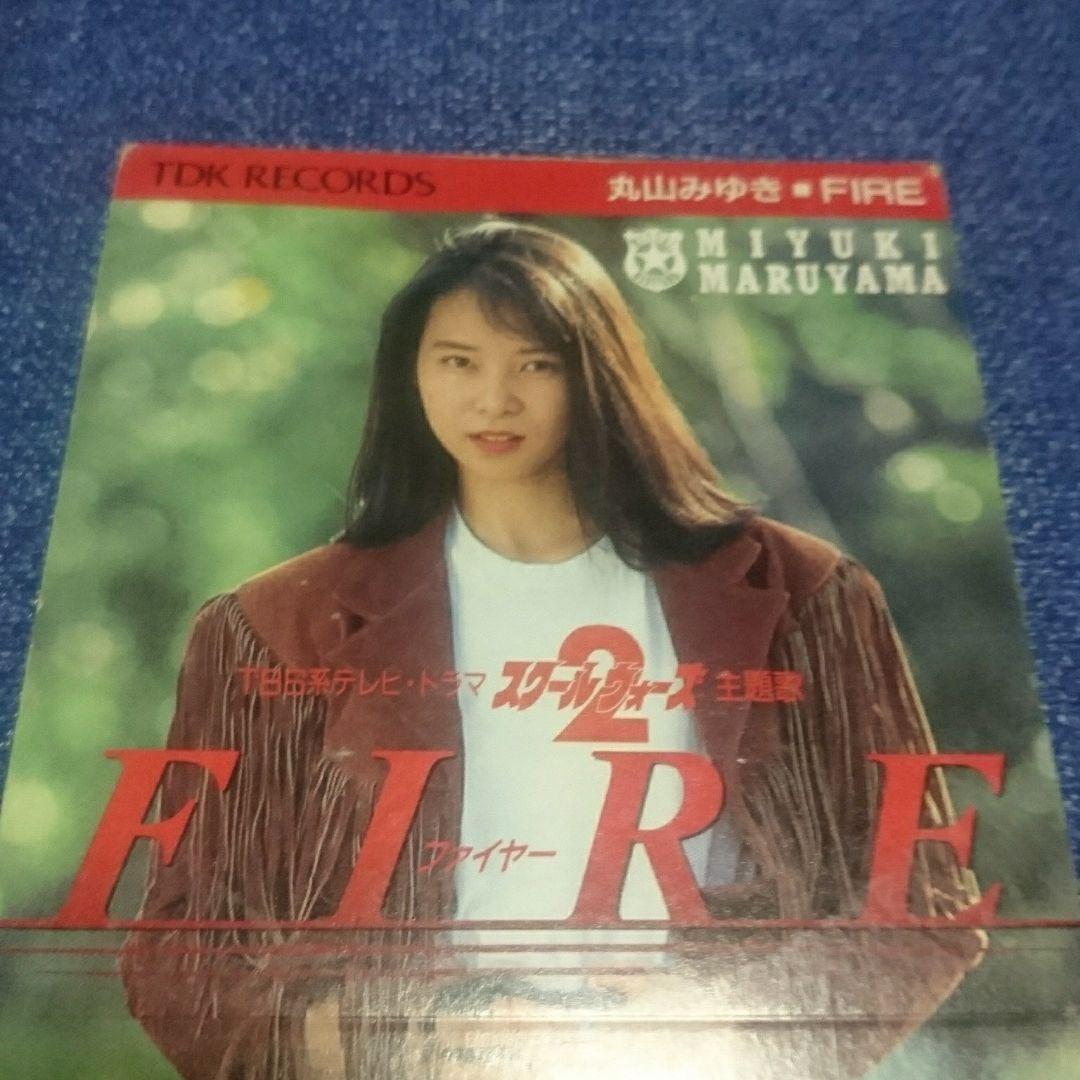 TDK RECORDS
丸山みゆき ■ FIRE
MIYUKI
MARUYAMA
TBS系テレビ・ドラマ スクール・ウォーズ2 主題歌
FIRE
ファイヤー